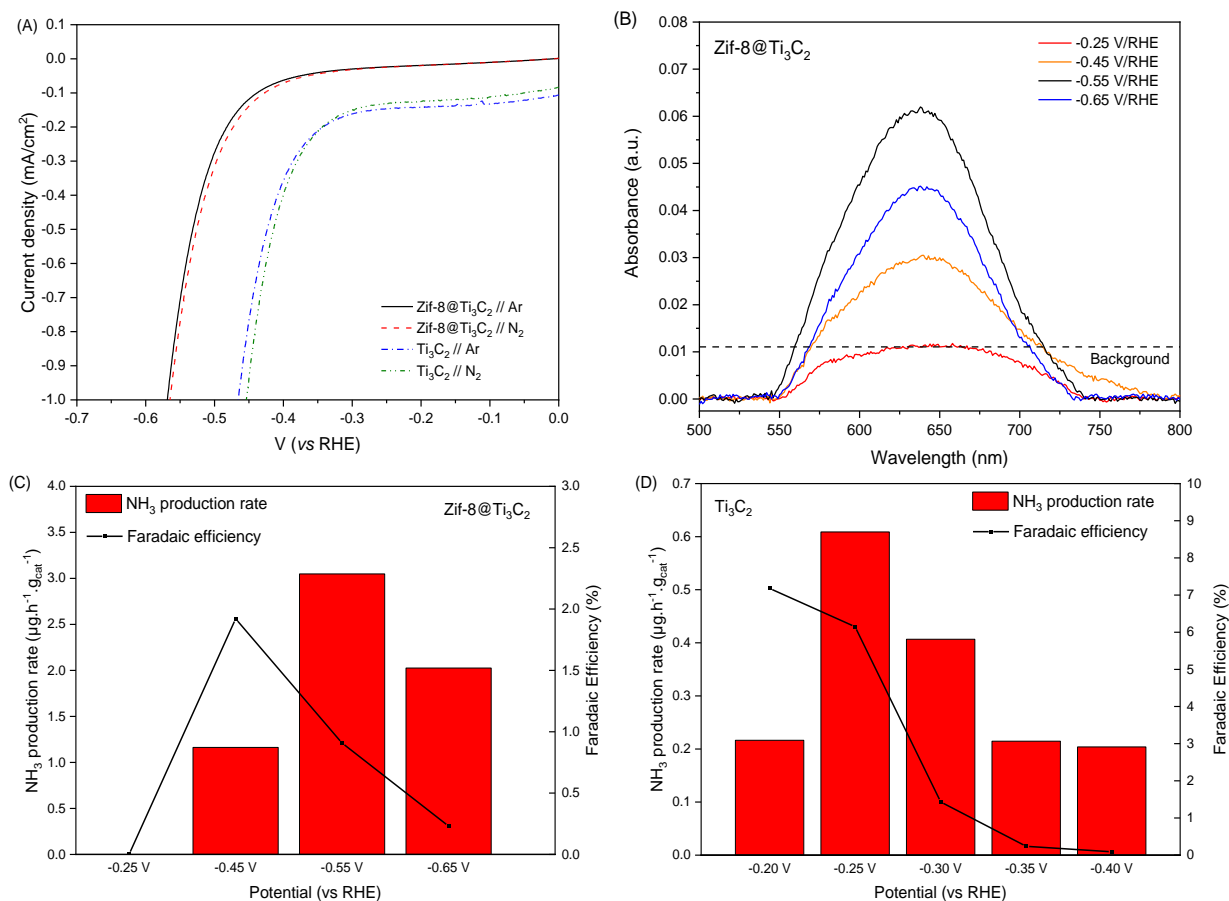 (A)
0.1
0.0
-0.1
-0.2
-0.3
-0.4
-0.5
-0.6
-0.7
-0.8
-0.9
-1.0
Current density (mA/cm²)
-0.7
-0.6
-0.5
-0.4
-0.3
-0.2
-0.1
0.0
V (vs RHE)
Zif-8@Ti₃C₂ // Ar
Zif-8@Ti₃C₂ // N₂
Ti₃C₂ // Ar
Ti₃C₂ // N₂
(B)
0.08
0.07
0.06
0.05
0.04
0.03
0.02
0.01
0.00
Absorbance (a.u.)
Zif-8@Ti₃C₂
-0.25 V/RHE
-0.45 V/RHE
-0.55 V/RHE
-0.65 V/RHE
Background
500
550
600
650
700
750
800
Wavelength (nm)
(C)
4.0
3.5
3.0
2.5
2.0
1.5
1.0
0.5
0.0
NH₃ production rate (µg.h⁻¹.g_cat⁻¹)
NH₃ production rate
Faradaic efficiency
Zif-8@Ti₃C₂
3.0
2.5
2.0
1.5
1.0
0.5
0.0
Faradaic Efficiency (%)
-0.25 V
-0.45 V
-0.55 V
-0.65 V
Potential (vs RHE)
(D)
0.7
0.6
0.5
0.4
0.3
0.2
0.1
0.0
NH₃ production rate (µg.h⁻¹.g_cat⁻¹)
Ti₃C₂
NH₃ production rate
Faradaic efficiency
10
9
8
7
6
5
4
3
2
1
0
Faradaic Efficiency (%)
-0.20 V
-0.25 V
-0.30 V
-0.35 V
-0.40 V
Potential (vs RHE)